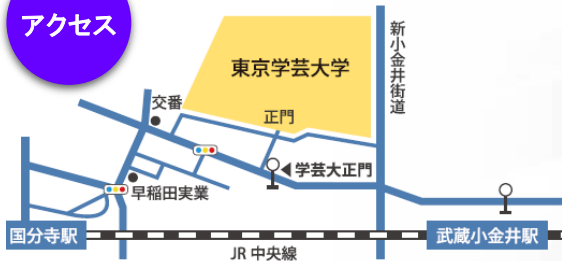 アクセス
東京学芸大学
新小金井街道
交番
正門
学芸大正門
早稲田実業
国分寺駅
武蔵小金井駅
JR 中央線